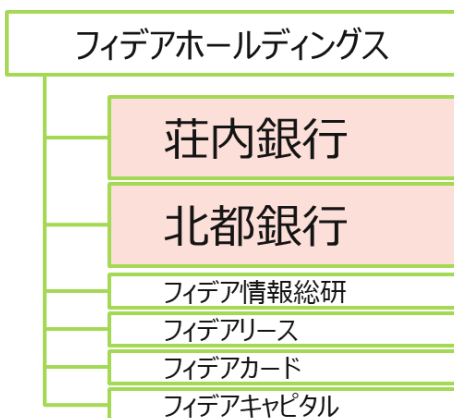 フィデアホールディングス
荘内銀行
北都銀行
フィデア情報総研
フィデアリース
フィデアカード
フィデアキャピタル